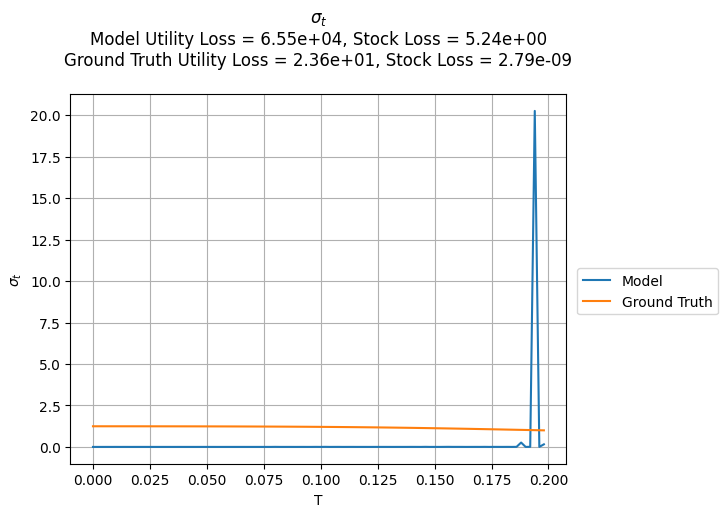 σt
Model Utility Loss = 6.55e+04, Stock Loss = 5.24e+00
Ground Truth Utility Loss = 2.36e+01, Stock Loss = 2.79e-09
20.0
17.5
15.0
12.5
10.0
7.5
5.0
2.5
0.0
σt
0.000 0.025 0.050 0.075 0.100 0.125 0.150 0.175 0.200
T
Model
Ground Truth